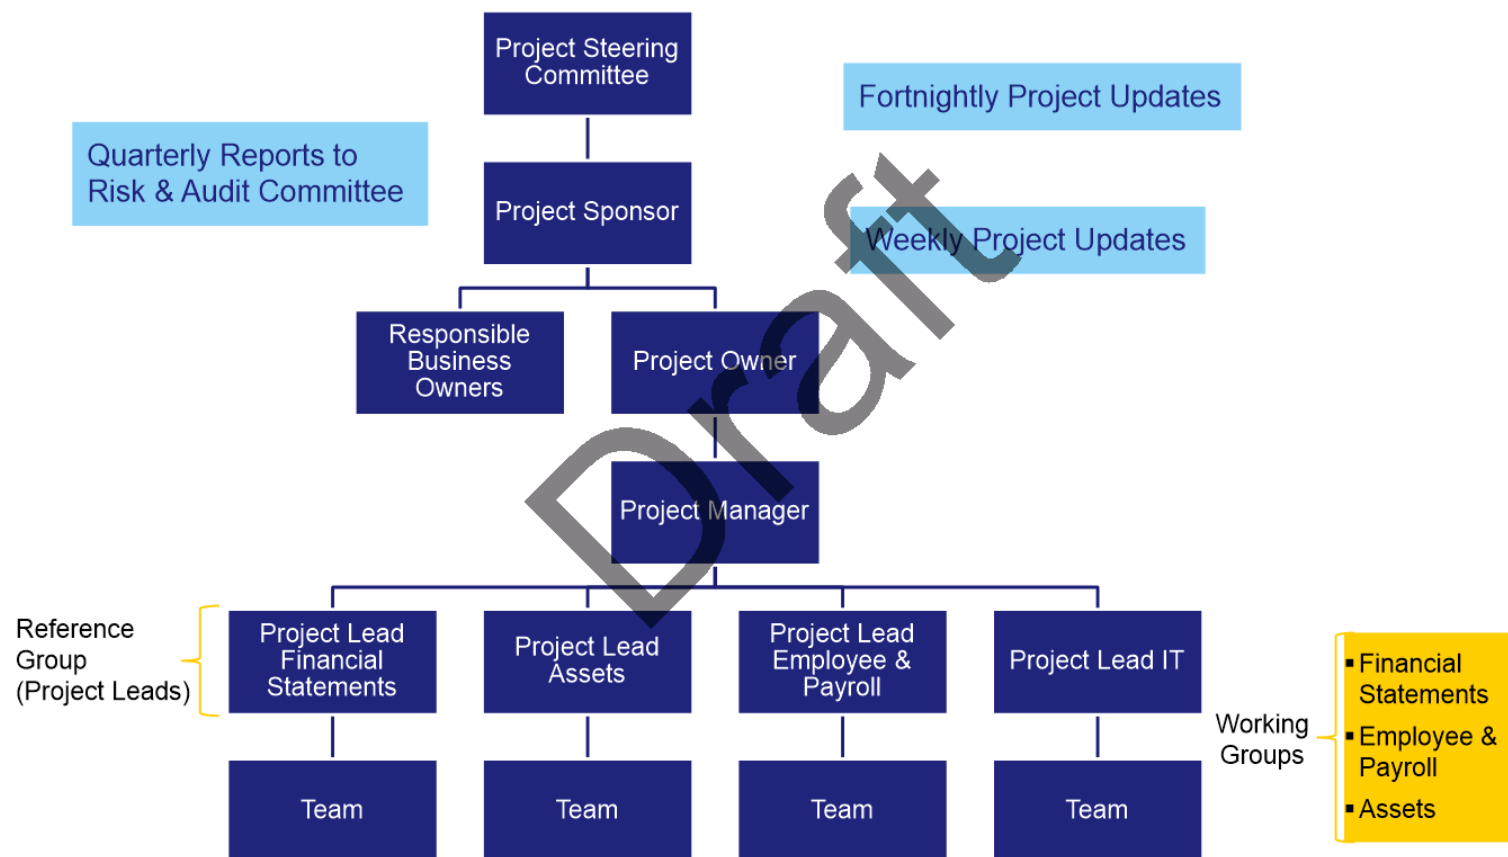 Project Steering
Committee
Fortnightly Project Updates
Quarterly Reports to
Risk & Audit Committee
Project Sponsor
Weekly Project Updates
Responsible
Business
Owners
Project Owner
Draft
Project Manager
Reference
Group
(Project Leads)
Project Lead
Financial
Statements
Project Lead
Assets
Project Lead
Employee &
Payroll
Project Lead IT
Working
Groups
▪ Financial
Statements
▪ Employee &
Payroll
▪ Assets
Team
Team
Team
Team